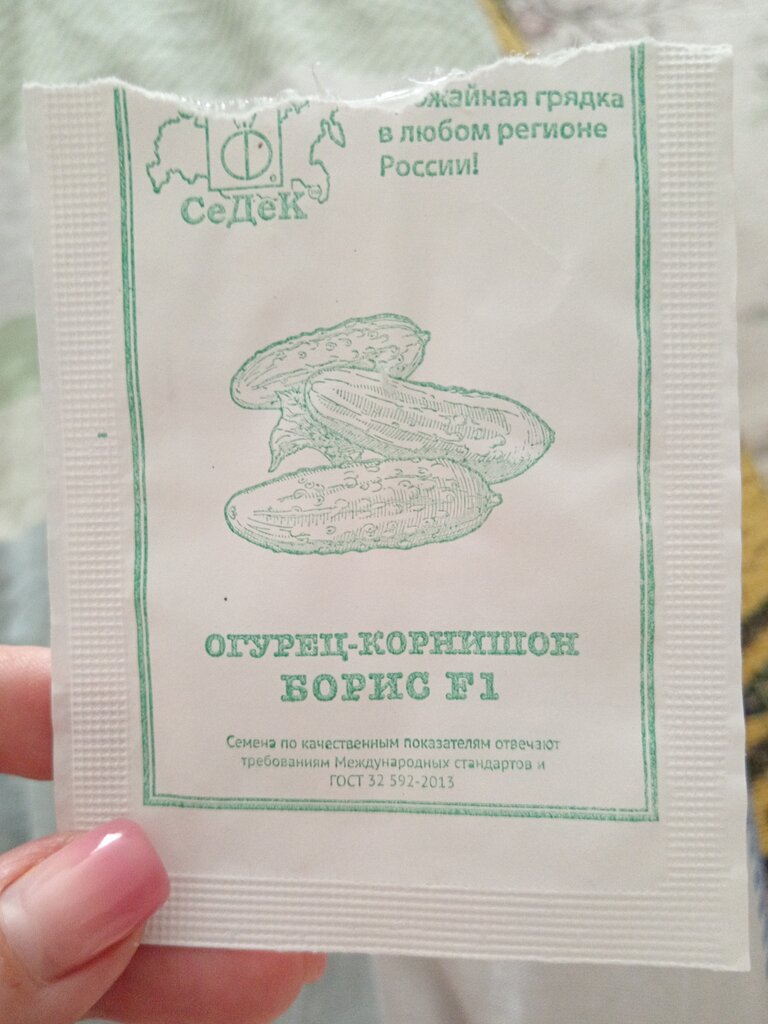 грядка
в любом регионе
России!
СеДеК
ОГУРЕЦ-КОРНИШОН
БОРИС F1
Семена по качественным показателям отвечают
требованиям Международных стандартов и
ГОСТ 32 592-2013